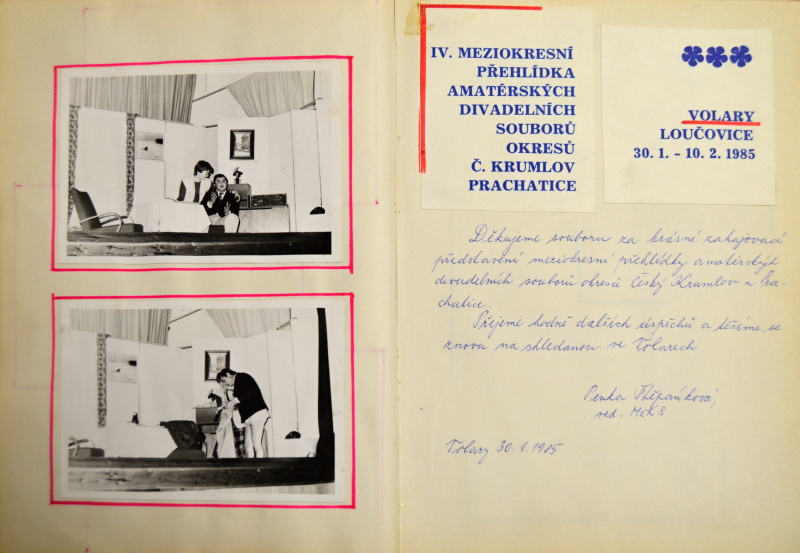 IV. MEZIOKRESNÍ
PŘEHLÍDKA
AMATÉRSKÝCH
DIVADELNÍCH
SOUBORŮ
OKRESŮ
Č. KRUMLOV
PRACHATICE
VOLARY
LOUČOVICE
30. 1. - 10. 2. 1985
Děkujeme souboru za krásné zahajovací
představení meziokresní přehlídky amatérských
divadelních souborů okresů Český Krumlov a Pra-
chatice.
Přejeme hodně dalších úspěchů a těšíme se
znovu na shledanou ve Volarech
Štěpánková,
ved. MěKS
Volary 30. 1. 1985